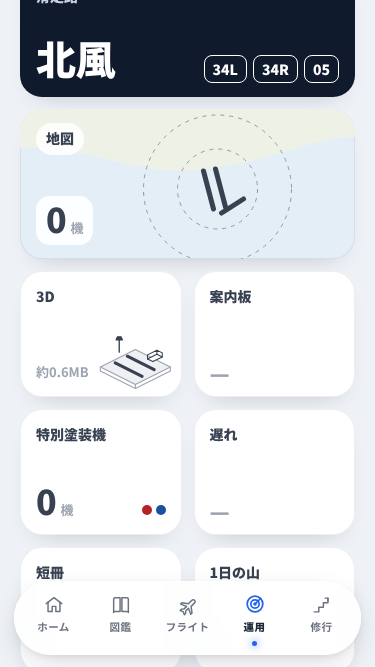 北風
34L 34R 05
地図
0 機
3D
約0.6MB
案内板
—
特別塗装機
0 機
遅れ
—
短冊
1日の山
ホーム
図鑑
フライト
運用
修行